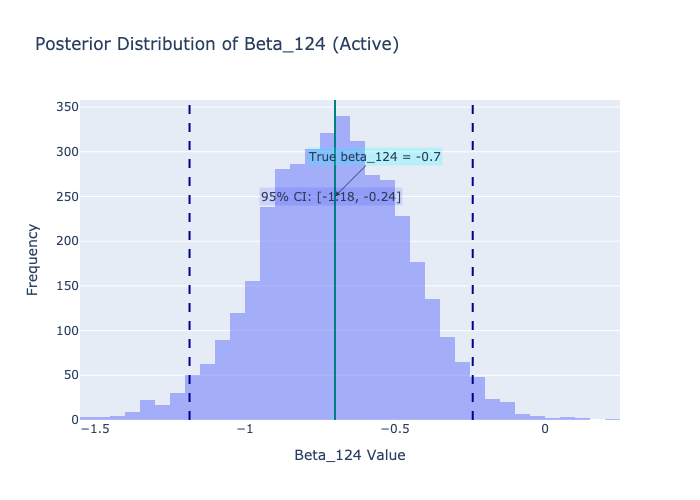 Posterior Distribution of Beta_124 (Active)
350
300
250
200
150
100
50
0
Frequency
True beta_124 = -0.7
95% CI: [-1.18, -0.24]
−1.5
−1
−0.5
0
Beta_124 Value